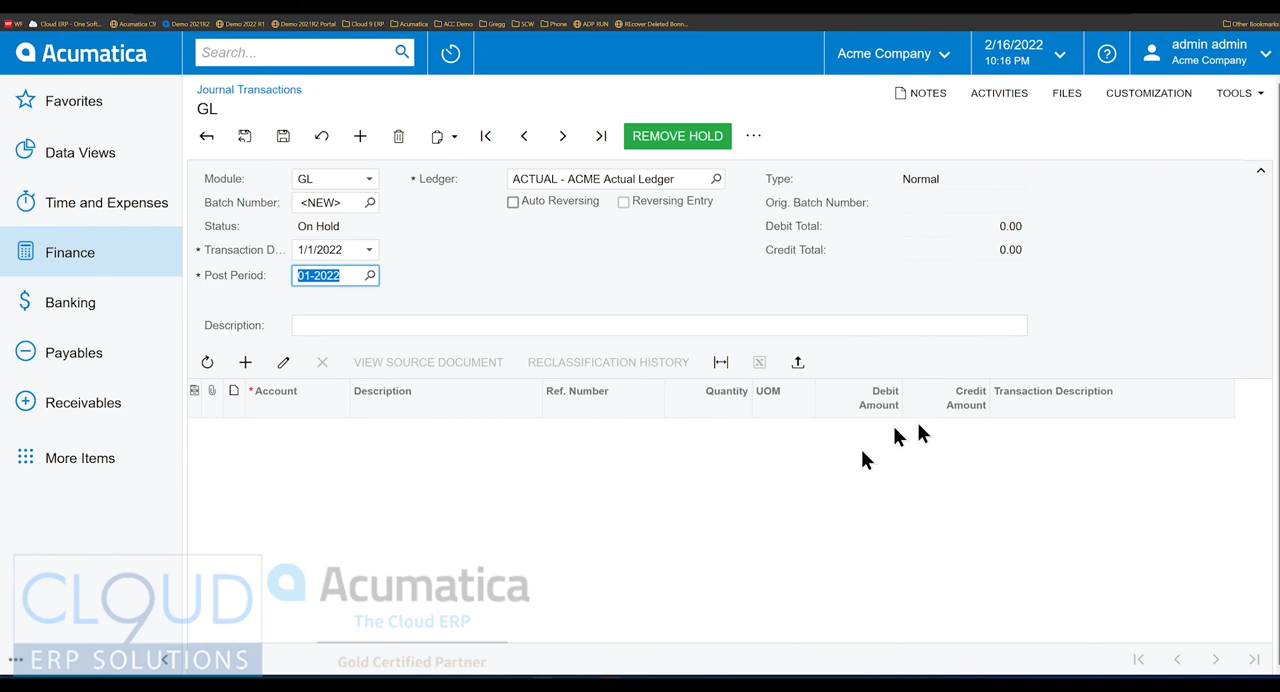 WF Cloud ERP - One Soft... Acumatica C9 Demo 2021R2 Demo 2022 R1 Demo 2021R2 Portal Cloud 9 ERP Acumatica ACC Demo Gregg SCW Phone ADP RUN REcover Deleted Bonn... Other Bookmarks
Acumatica
Search...
Acme Company
2/16/2022
10:16 PM
admin admin
Acme Company
Favorites
Data Views
Time and Expenses
Finance
Banking
Payables
Receivables
More Items
Journal Transactions
GL
NOTES ACTIVITIES FILES CUSTOMIZATION TOOLS
REMOVE HOLD
Module: GL * Ledger: ACTUAL - ACME Actual Ledger Type: Normal
Batch Number: <NEW> Auto Reversing Reversing Entry Orig. Batch Number:
Status: On Hold Debit Total: 0.00
* Transaction D... 1/1/2022 Credit Total: 0.00
* Post Period: 01-2022
Description:
VIEW SOURCE DOCUMENT RECLASSIFICATION HISTORY
* Account Description Ref. Number Quantity UOM Debit Amount Credit Amount Transaction Description
CLOUD 9
ERP SOLUTIONS
Acumatica
The Cloud ERP
Gold Certified Partner